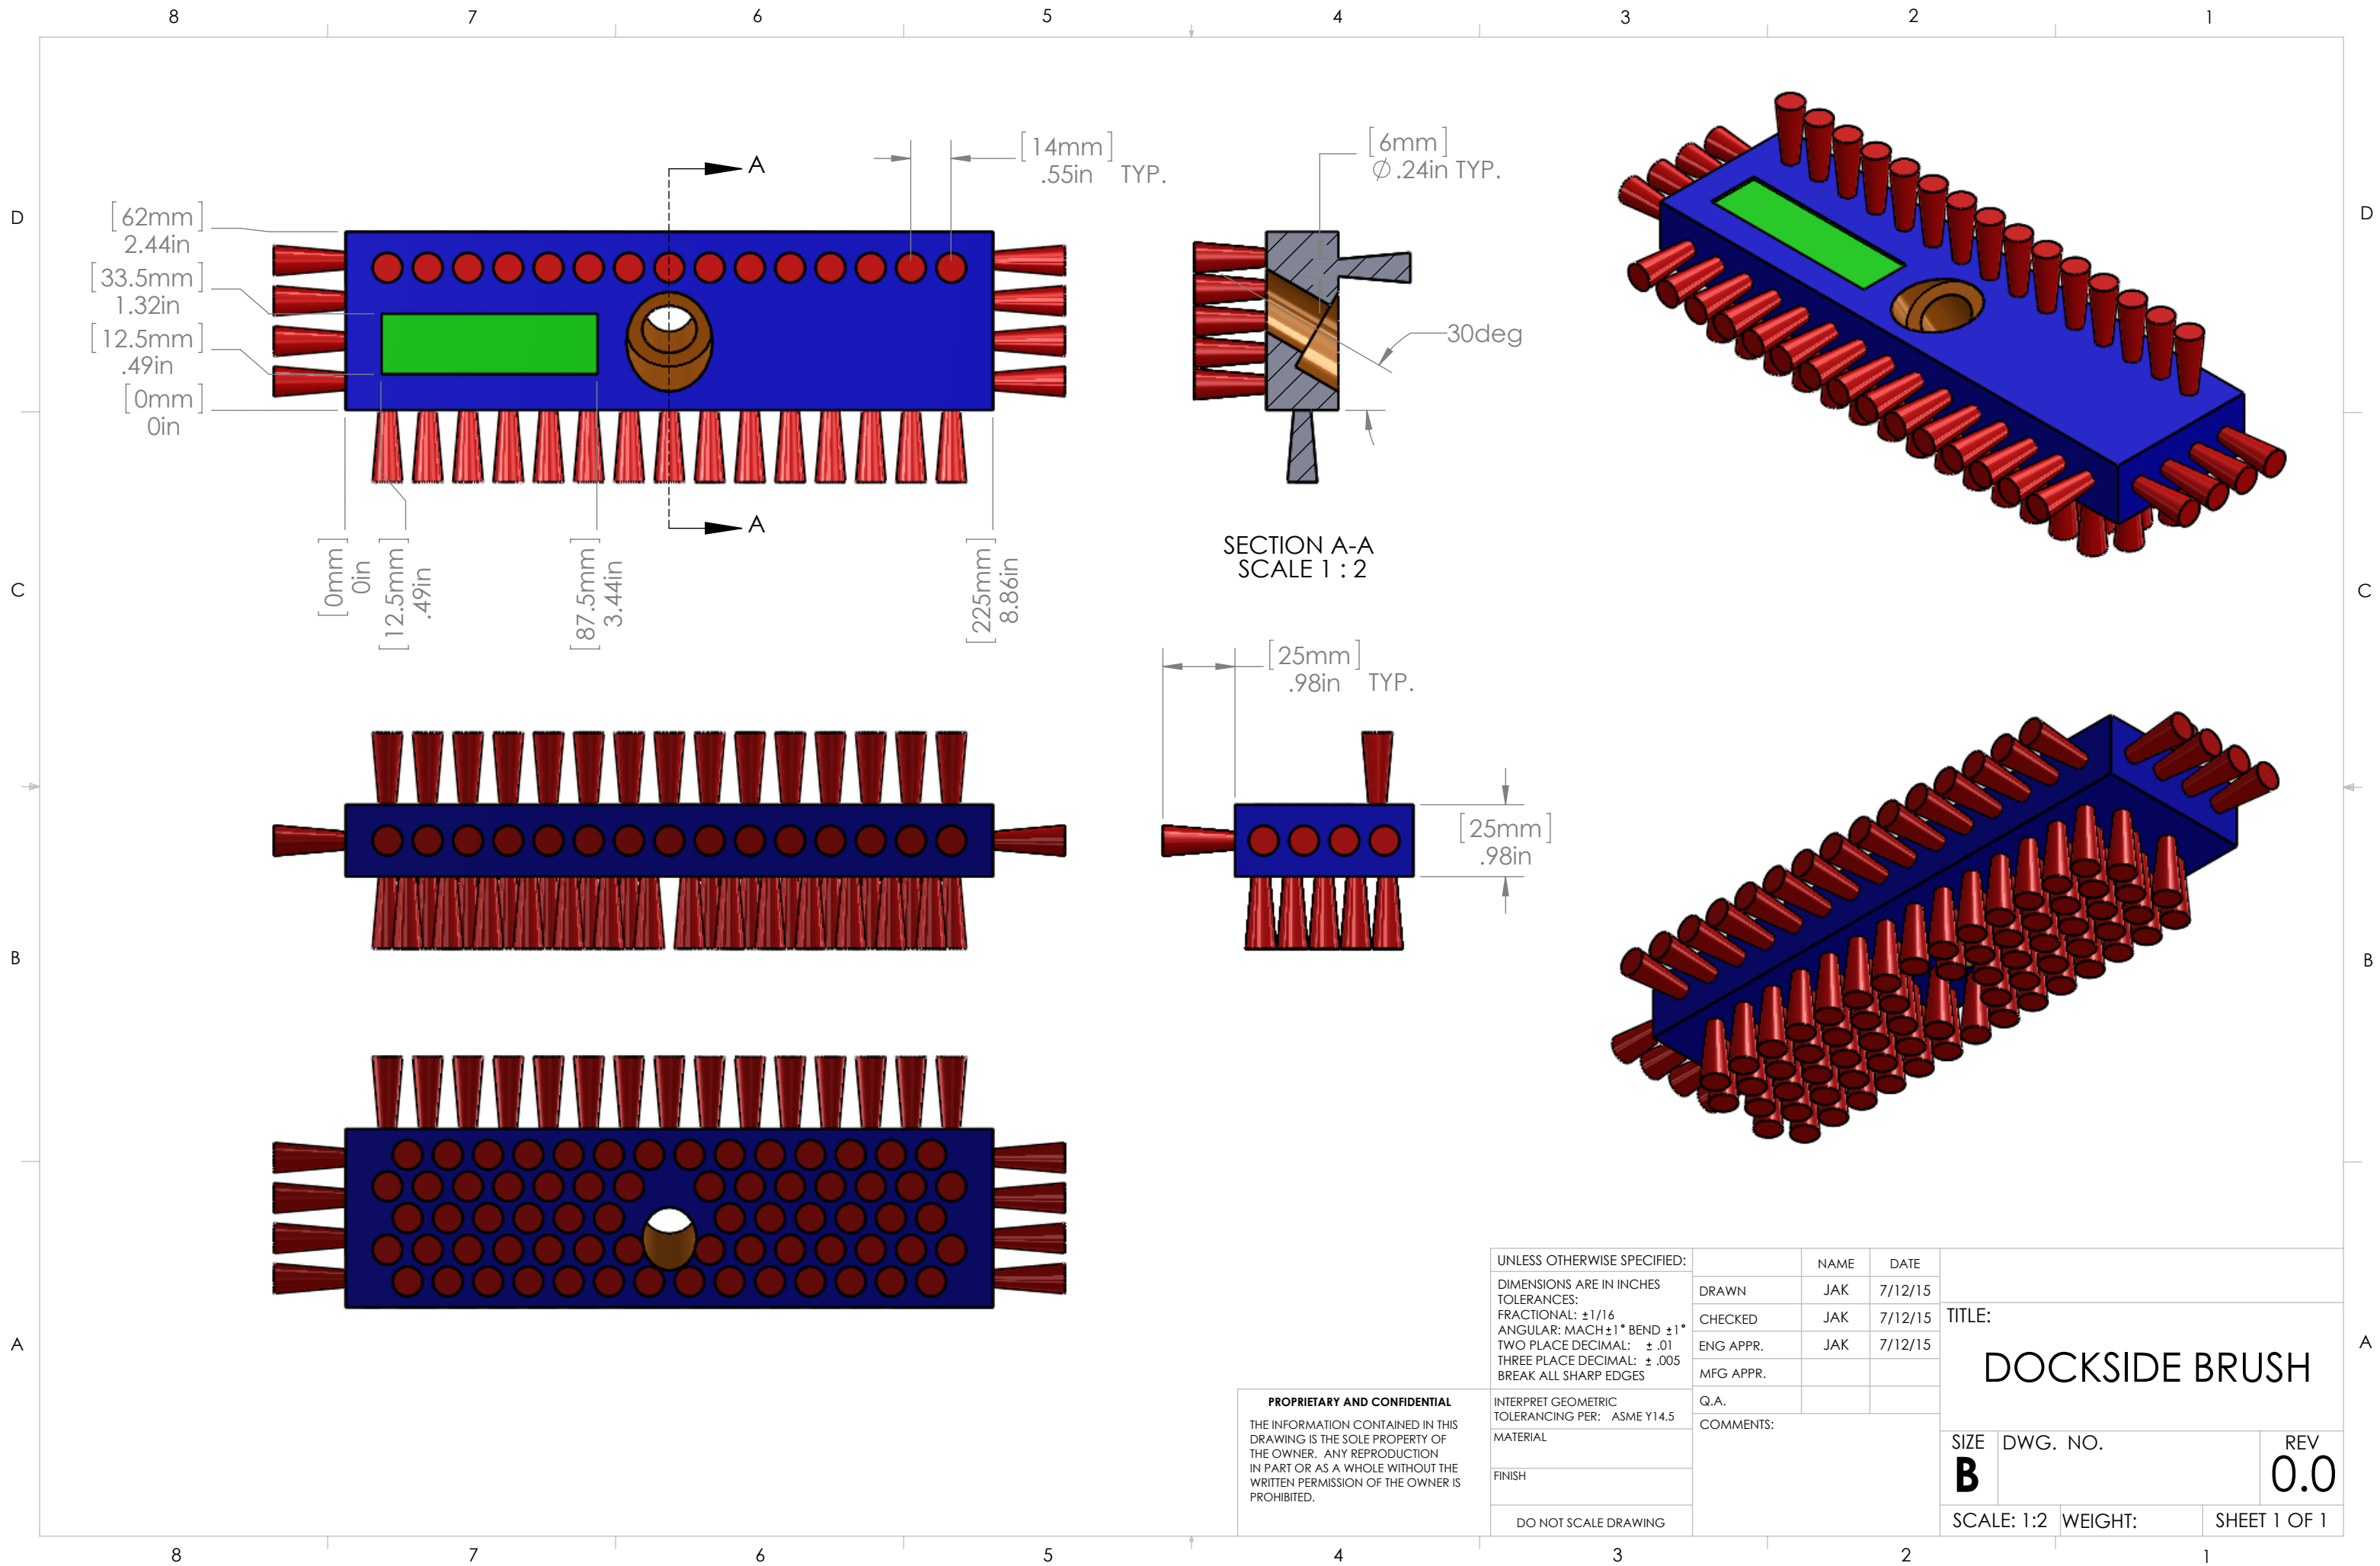 8 7 6 5 4 3 2 1
D
D
C
C
B
B
A
A
A
A
[14mm]
.55in TYP.
[62mm]
2.44in
[33.5mm]
1.32in
[12.5mm]
.49in
[0mm]
0in
[0mm]
0in
[12.5mm]
.49in
[87.5mm]
3.44in
[225mm]
8.86in
[6mm]
∅ .24in TYP.
30deg
SECTION A-A
SCALE 1 : 2
[25mm]
.98in TYP.
[25mm]
.98in
UNLESS OTHERWISE SPECIFIED:
DIMENSIONS ARE IN INCHES
TOLERANCES:
FRACTIONAL: ±1/16
ANGULAR: MACH±1° BEND ±1°
TWO PLACE DECIMAL: ± .01
THREE PLACE DECIMAL: ± .005
BREAK ALL SHARP EDGES
INTERPRET GEOMETRIC
TOLERANCING PER: ASME Y14.5
MATERIAL
FINISH
DO NOT SCALE DRAWING
NAME DATE
DRAWN JAK 7/12/15
CHECKED JAK 7/12/15
ENG APPR. JAK 7/12/15
MFG APPR.
Q.A.
COMMENTS:
PROPRIETARY AND CONFIDENTIAL
THE INFORMATION CONTAINED IN THIS
DRAWING IS THE SOLE PROPERTY OF
THE OWNER. ANY REPRODUCTION
IN PART OR AS A WHOLE WITHOUT THE
WRITTEN PERMISSION OF THE OWNER IS
PROHIBITED.
TITLE:
DOCKSIDE BRUSH
SIZE DWG. NO. REV
B 0.0
SCALE: 1:2 WEIGHT: SHEET 1 OF 1
8 7 6 5 4 3 2 1